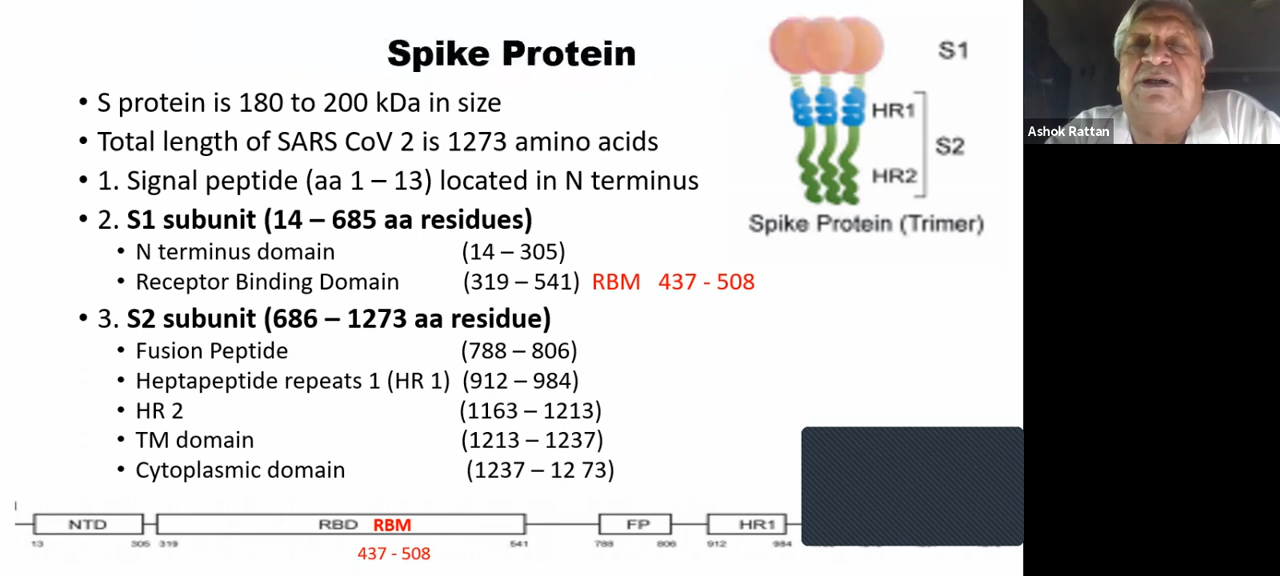 Spike Protein
• S protein is 180 to 200 kDa in size
• Total length of SARS CoV 2 is 1273 amino acids
• 1. Signal peptide (aa 1 – 13) located in N terminus
• 2. S1 subunit (14 – 685 aa residues)
• N terminus domain (14 – 305)
• Receptor Binding Domain (319 – 541) RBM 437 - 508
• 3. S2 subunit (686 – 1273 aa residue)
• Fusion Peptide (788 – 806)
• Heptapeptide repeats 1 (HR 1) (912 – 984)
• HR 2 (1163 – 1213)
• TM domain (1213 – 1237)
• Cytoplasmic domain (1237 – 12 73)
S1
HR1
S2
HR2
Spike Protein (Trimer)
Ashok Rattan
NTD RBD RBM FP HR1
13 305 319 541 788 806 912 984
437 - 508